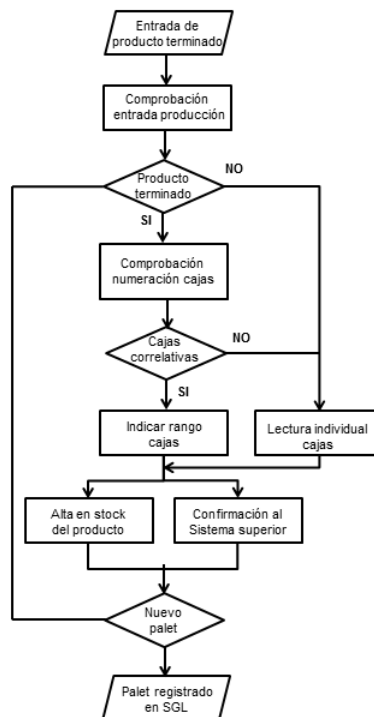 Entrada de
producto terminado
Comprobación
entrada producción
Producto
terminado
NO
SI
Comprobación
numeración cajas
Cajas
correlativas
NO
SI
Indicar rango
cajas
Lectura individual
cajas
Alta en stock
del producto
Confirmación al
Sistema superior
Nuevo
palet
Palet registrado
en SGL